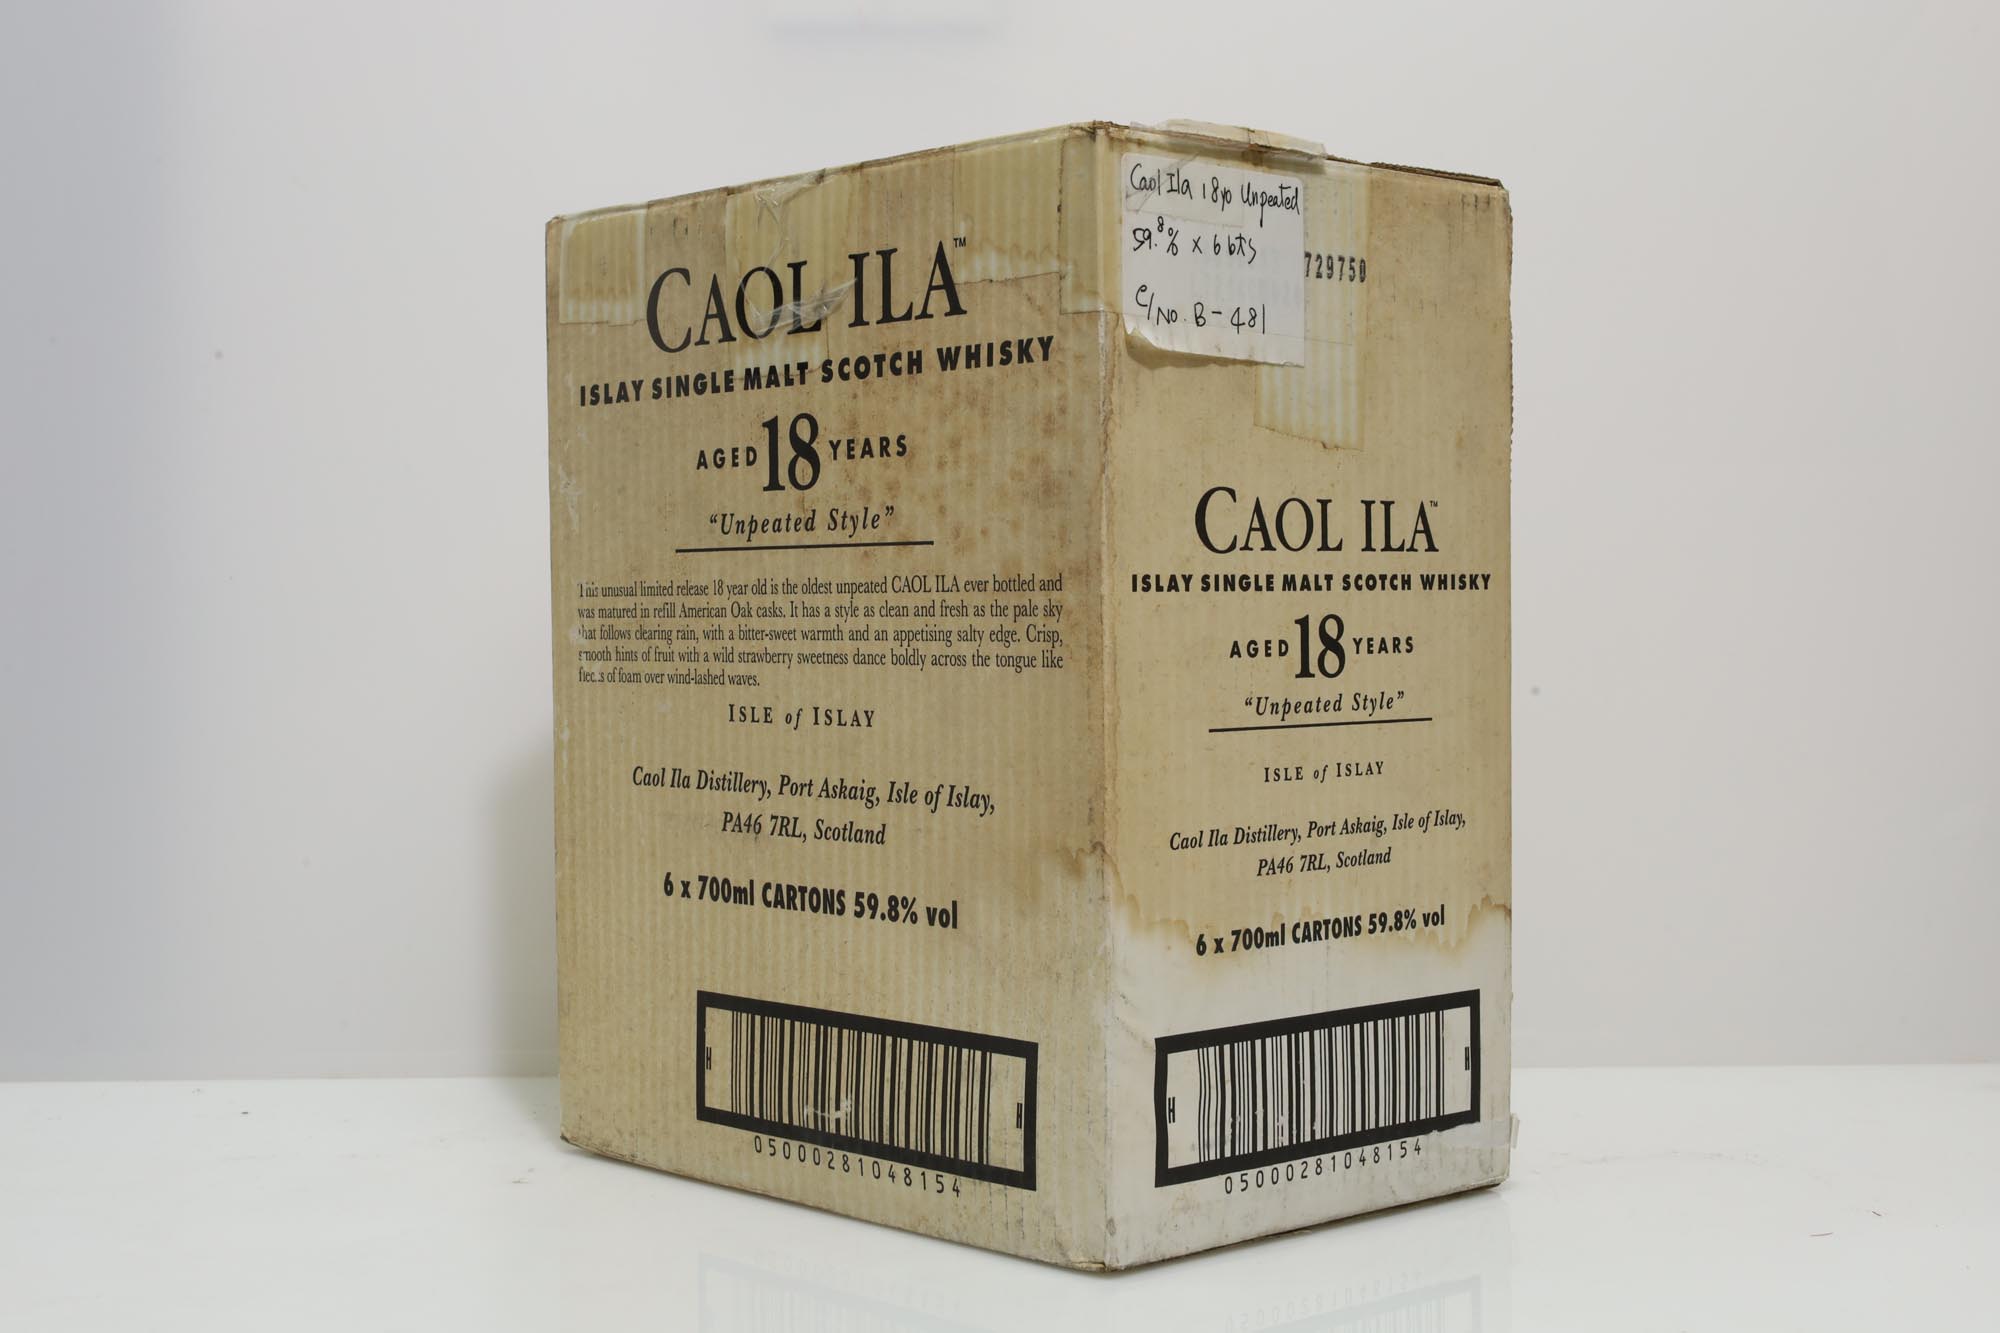 CAOL ILA™
ISLAY SINGLE MALT SCOTCH WHISKY
AGED 18 YEARS
“Unpeated Style”
This unusual limited release 18 year old is the oldest unpeated CAOL ILA ever bottled and
was matured in refill American Oak casks. It has a style as clean and fresh as the pale sky
that follows clearing rain, with a bitter-sweet warmth and an appetising salty edge. Crisp,
smooth hints of fruit with a wild strawberry sweetness dance boldly across the tongue like
flecks of foam over wind-lashed waves.
ISLE of ISLAY
Caol Ila Distillery, Port Askaig, Isle of Islay,
PA46 7RL, Scotland
6 x 700ml CARTONS 59.8% vol
H
H
05000281048154
Caol Ila 18yo Unpeated
59.8% x 6 bts
C/No. B-481
729750
CAOL ILA™
ISLAY SINGLE MALT SCOTCH WHISKY
AGED 18 YEARS
“Unpeated Style”
ISLE of ISLAY
Caol Ila Distillery, Port Askaig, Isle of Islay,
PA46 7RL, Scotland
6 x 700ml CARTONS 59.8% vol
H
H
05000281048154